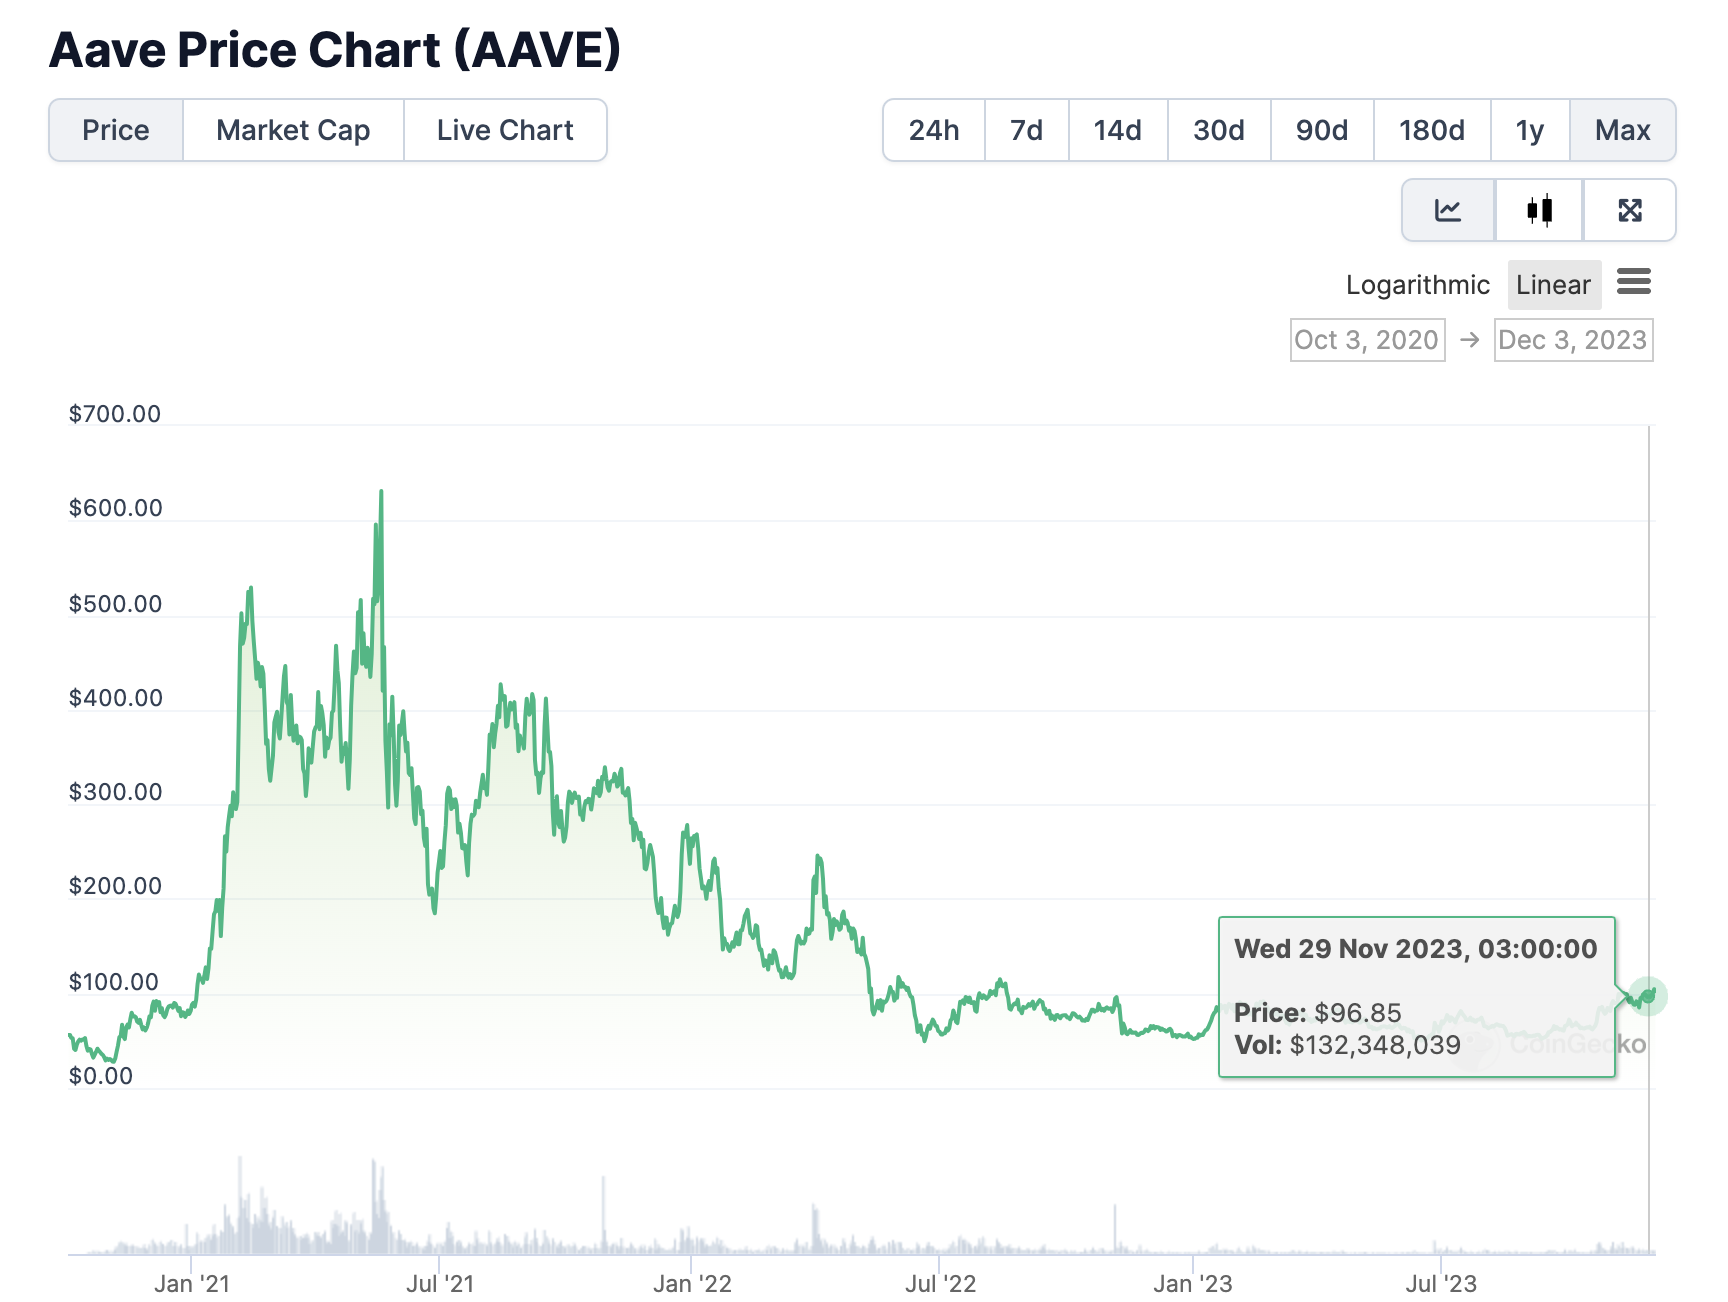 Aave Price Chart (AAVE)
Price Market Cap Live Chart 24h 7d 14d 30d 90d 180d 1y Max
Logarithmic Linear
Oct 3, 2020 → Dec 3, 2023
$700.00
$600.00
$500.00
$400.00
$300.00
$200.00
$100.00
$0.00
Wed 29 Nov 2023, 03:00:00
Price: $96.85
Vol: $132,348,039
CoinGecko
Jan '21 Jul '21 Jan '22 Jul '22 Jan '23 Jul '23